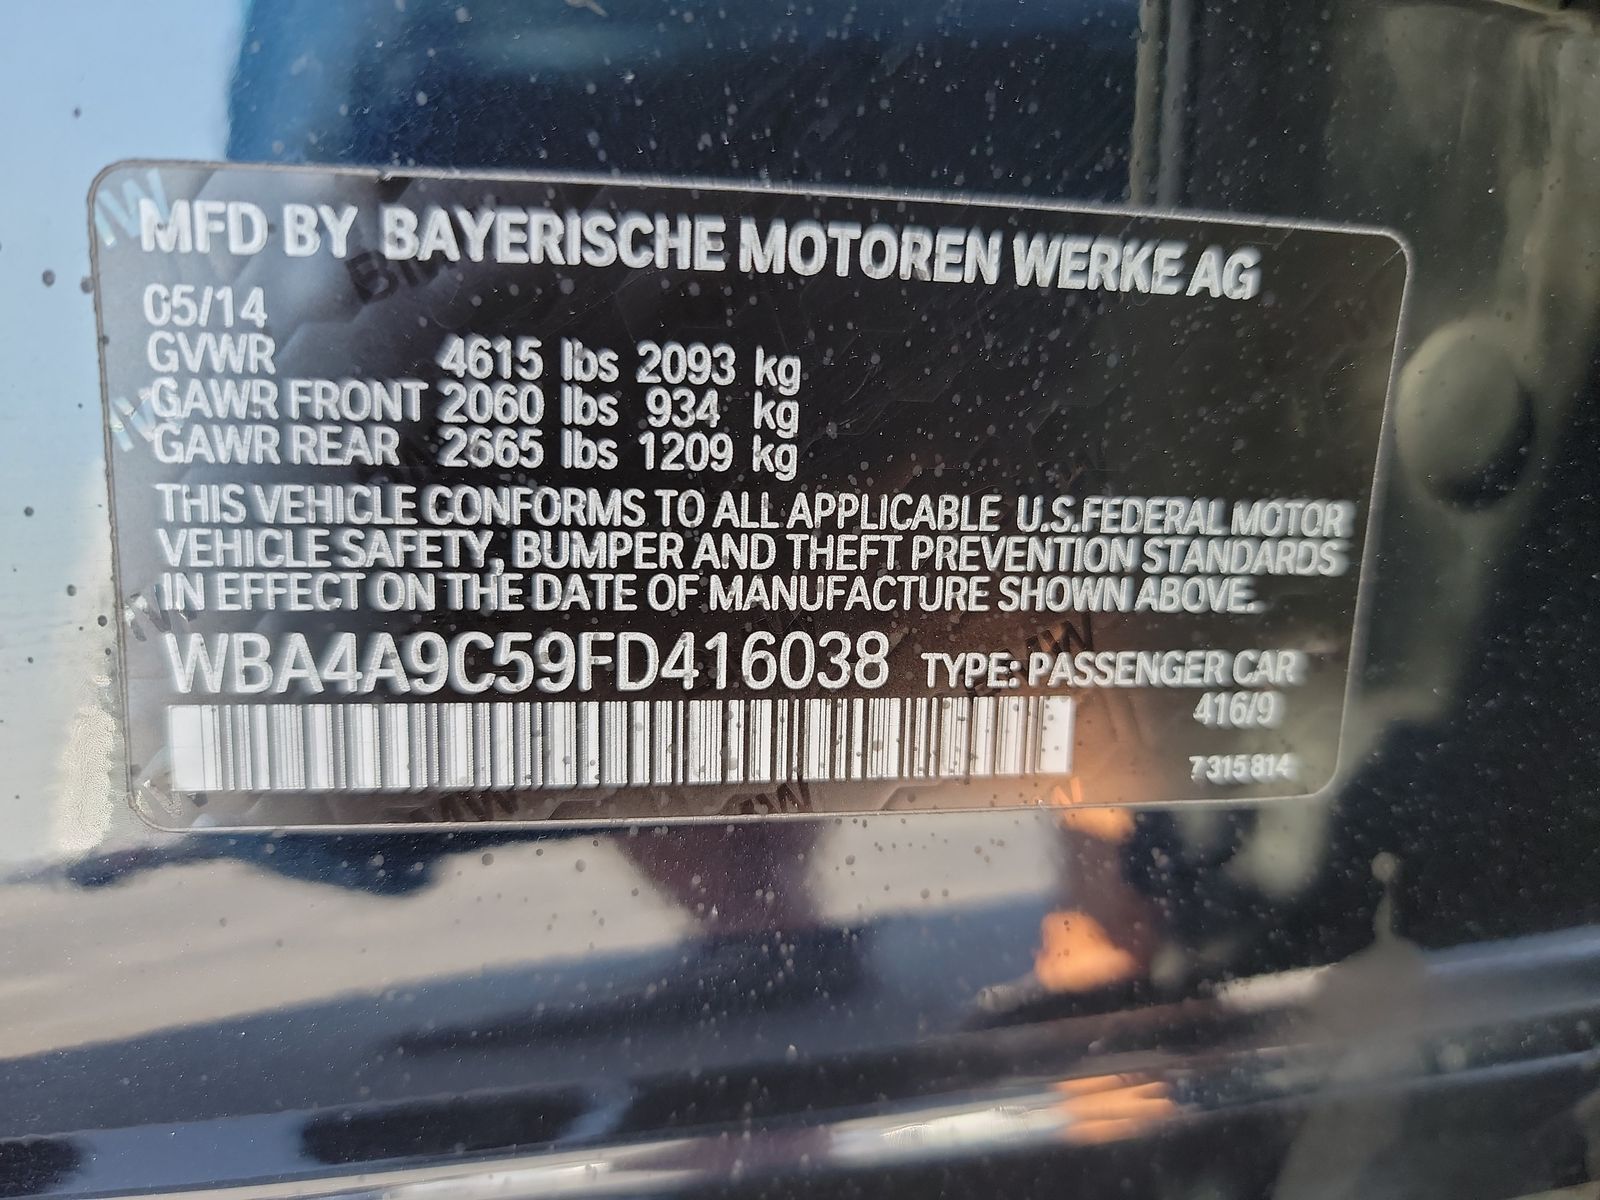 MFD BY BAYERISCHE MOTOREN WERKE AG
05/14
GVWR 4615 lbs 2093 kg
GAWR FRONT 2060 lbs 934 kg
GAWR REAR 2665 lbs 1209 kg
THIS VEHICLE CONFORMS TO ALL APPLICABLE U.S.FEDERAL MOTOR
VEHICLE SAFETY, BUMPER AND THEFT PREVENTION STANDARDS
IN EFFECT ON THE DATE OF MANUFACTURE SHOWN ABOVE.
WBA4A9C59FD416038 TYPE: PASSENGER CAR
416/9
7 315 814